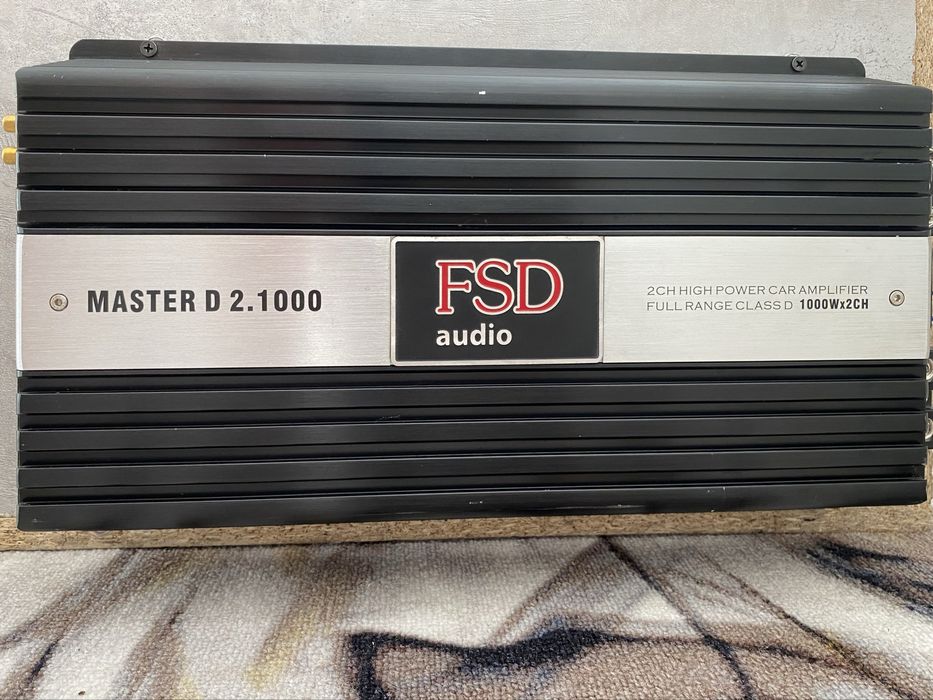 MASTER D 2.1000
FSD
audio
2CH HIGH POWER CAR AMPLIFIER
FULL RANGE CLASS D 1000Wx2CH